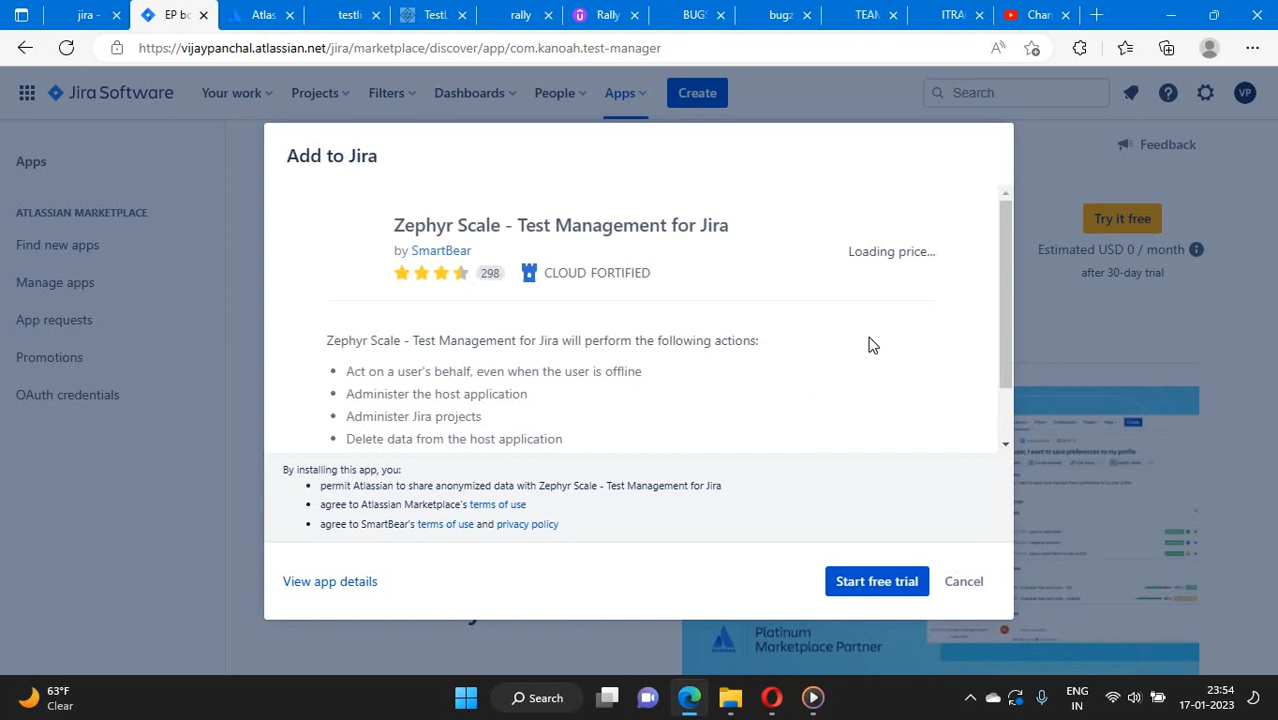 jira -
EP bo
Atlas
testlin
TestL
rally
Rally
BUGS
bugz
TEAN
ITRAC
Chan
https://vijaypanchal.atlassian.net/jira/marketplace/discover/app/com.kanoah.test-manager
Jira Software
Your work
Projects
Filters
Dashboards
People
Apps
Create
Search
VP
Apps
ATLASSIAN MARKETPLACE
Find new apps
Manage apps
App requests
Promotions
OAuth credentials
Feedback
Try it free
Estimated USD 0 / month
after 30-day trial
Add to Jira
Zephyr Scale - Test Management for Jira
by SmartBear
298 CLOUD FORTIFIED
Loading price...
Zephyr Scale - Test Management for Jira will perform the following actions:
• Act on a user's behalf, even when the user is offline
• Administer the host application
• Administer Jira projects
• Delete data from the host application
By installing this app, you:
• permit Atlassian to share anonymized data with Zephyr Scale - Test Management for Jira
• agree to Atlassian Marketplace's terms of use
• agree to SmartBear's terms of use and privacy policy
View app details
Start free trial
Cancel
Platinum
Marketplace Partner
63°F
Clear
Search
ENG
IN
23:54
17-01-2023